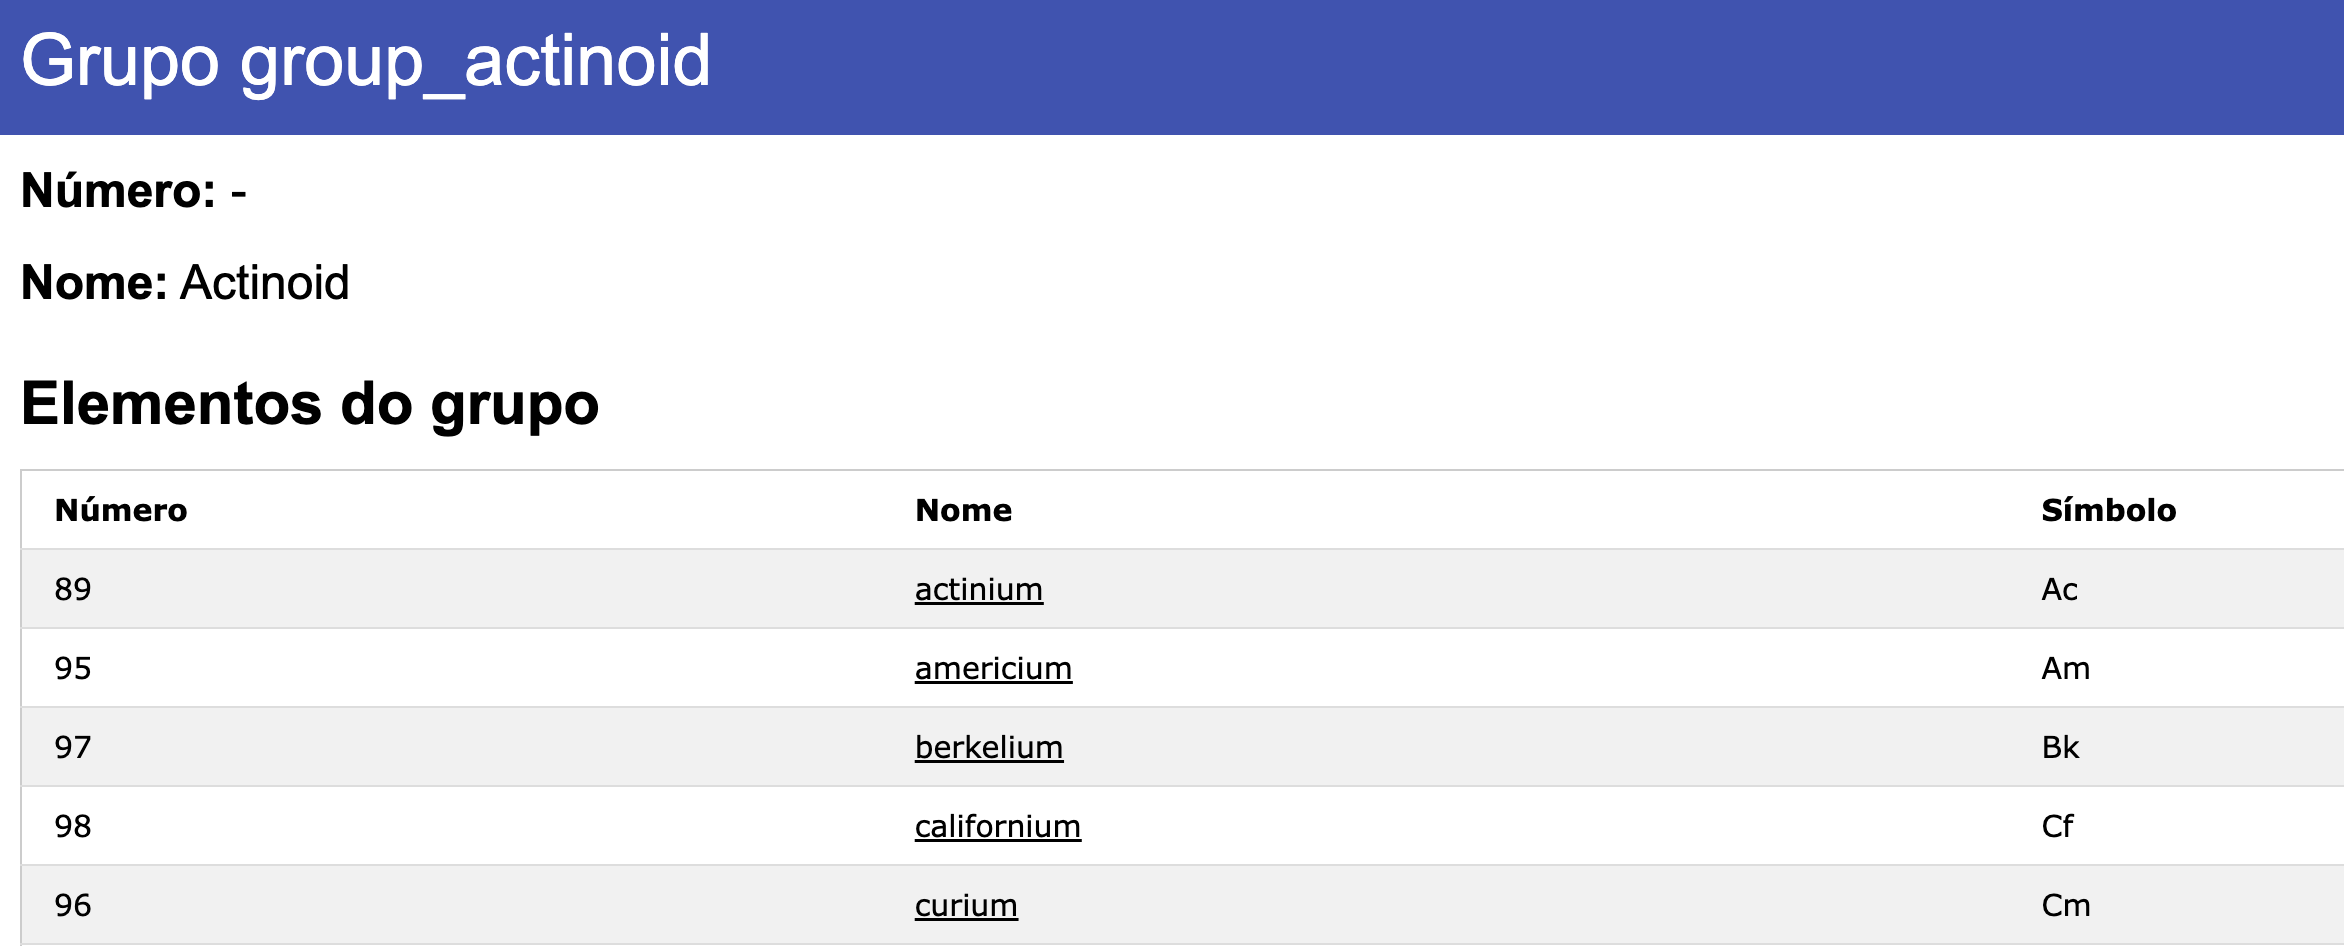 Grupo group_actinoid
Número: -
Nome: Actinoid
Elementos do grupo
Número Nome Símbolo
89 actinium Ac
95 americium Am
97 berkelium Bk
98 californium Cf
96 curium Cm